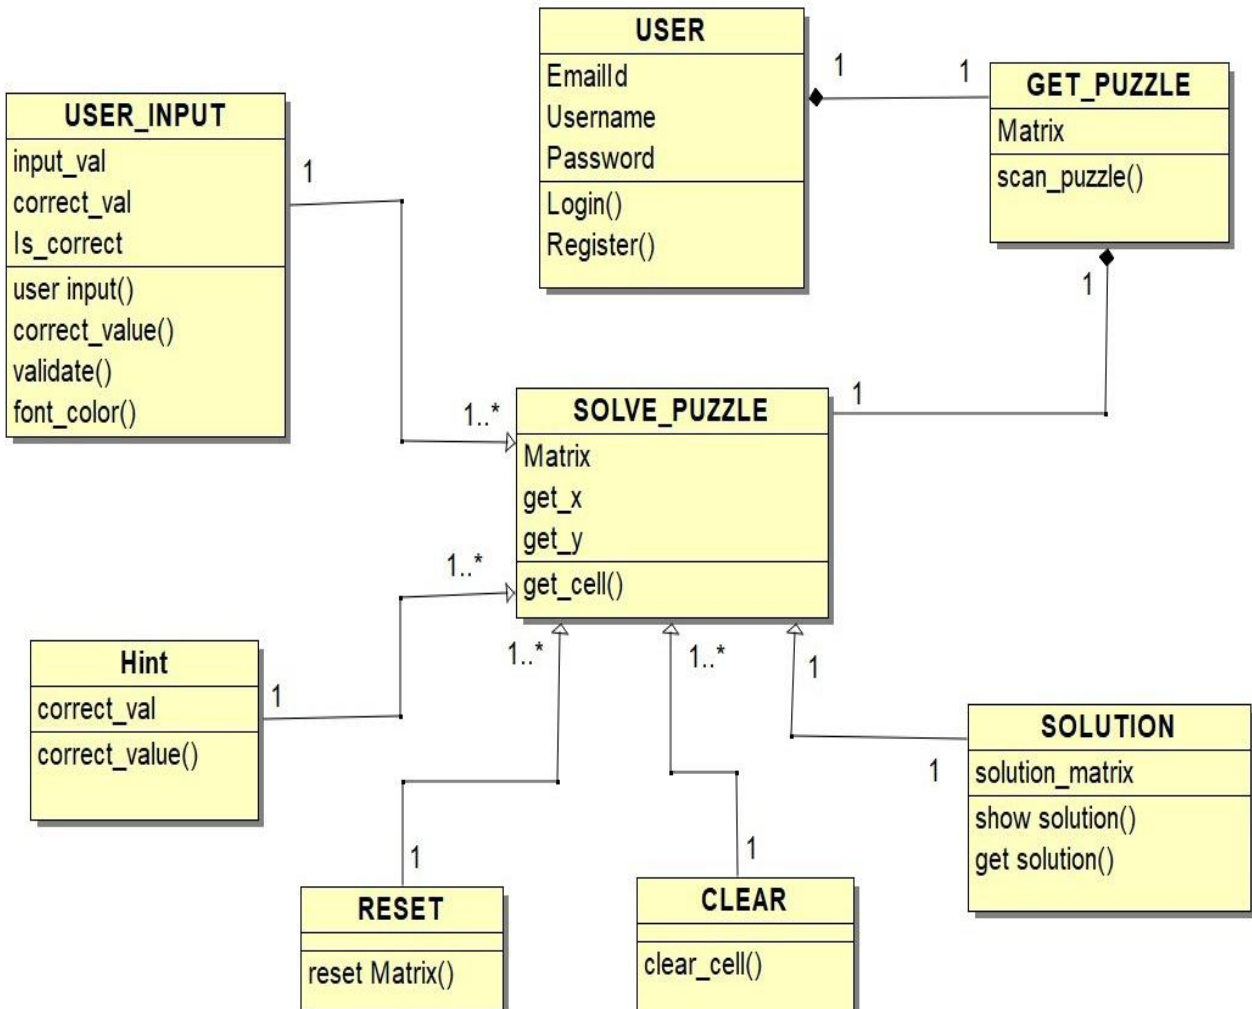 USER
EmailId
Username
Password
Login()
Register()
1
1
GET_PUZZLE
Matrix
scan_puzzle()
1
USER_INPUT
input_val
correct_val
Is_correct
user input()
correct_value()
validate()
font_color()
1
1..*
SOLVE_PUZZLE
Matrix
get_x
get_y
get_cell()
1
1..*
1..*
1..*
1
Hint
correct_val
correct_value()
1
RESET
reset Matrix()
1
CLEAR
clear_cell()
1
SOLUTION
solution_matrix
show solution()
get solution()
1